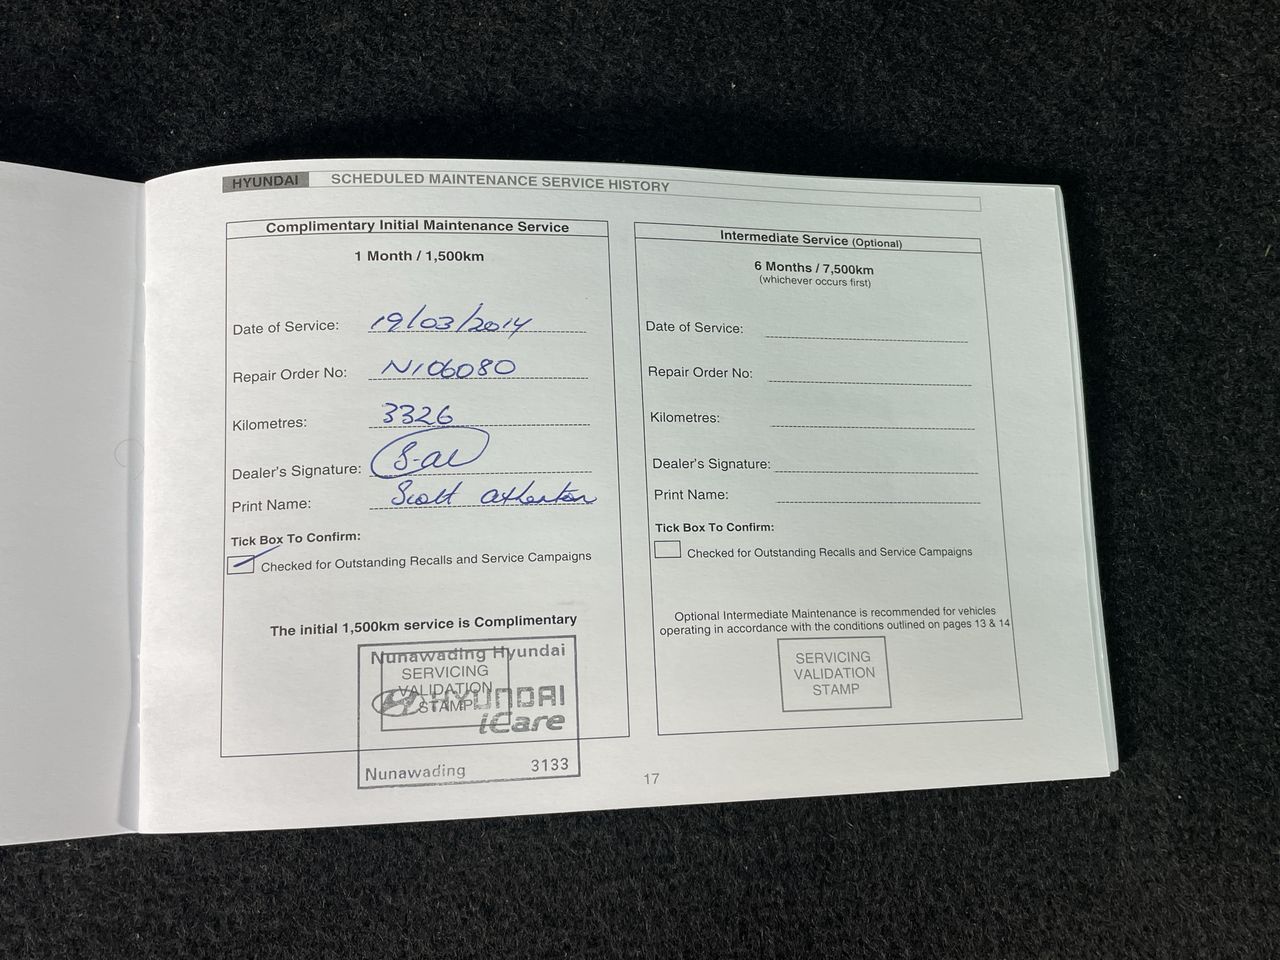 HYUNDAI SCHEDULED MAINTENANCE SERVICE HISTORY
Complimentary Initial Maintenance Service
1 Month / 1,500km
Date of Service: 19/03/2014
Repair Order No: N106080
Kilometres: 3326
Dealer's Signature:
Print Name: Scott Atherton
Tick Box To Confirm:
Checked for Outstanding Recalls and Service Campaigns
The initial 1,500km service is Complimentary
Nunawading Hyundai
SERVICING
VALIDATION
STAMP
HYUNDAI
iCare
Nunawading 3133
Intermediate Service (Optional)
6 Months / 7,500km
(whichever occurs first)
Date of Service:
Repair Order No:
Kilometres:
Dealer's Signature:
Print Name:
Tick Box To Confirm:
Checked for Outstanding Recalls and Service Campaigns
Optional Intermediate Maintenance is recommended for vehicles
operating in accordance with the conditions outlined on pages 13 & 14
SERVICING
VALIDATION
STAMP
17